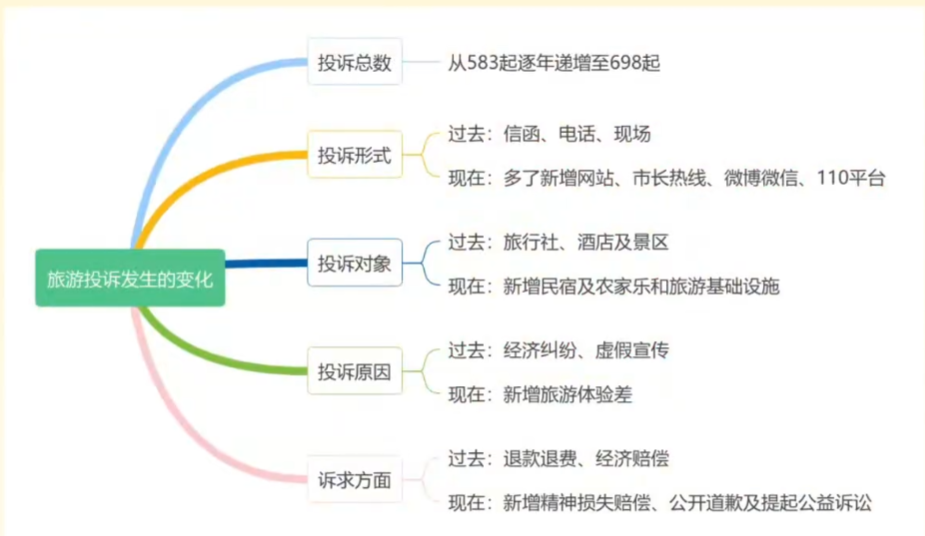 旅游投诉发生的变化
投诉总数
从583起逐年递增至698起
投诉形式
过去：信函、电话、现场
现在：多了新增网站、市长热线、微博微信、110平台
投诉对象
过去：旅行社、酒店及景区
现在：新增民宿及农家乐和旅游基础设施
投诉原因
过去：经济纠纷、虚假宣传
现在：新增旅游体验差
诉求方面
过去：退款退费、经济赔偿
现在：新增精神损失赔偿、公开道歉及提起公益诉讼